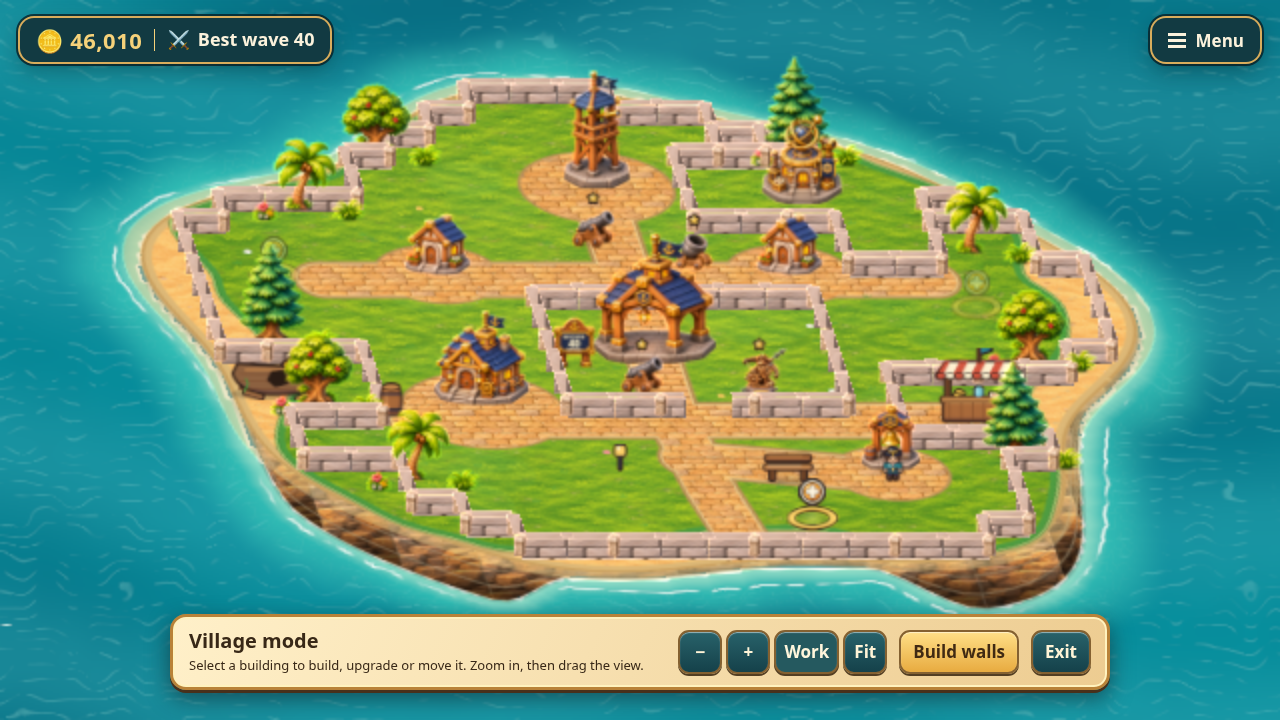 46,010
Best wave 40
Menu
Village mode
Select a building to build, upgrade or move it. Zoom in, then drag the view.
−
+
Work
Fit
Build walls
Exit